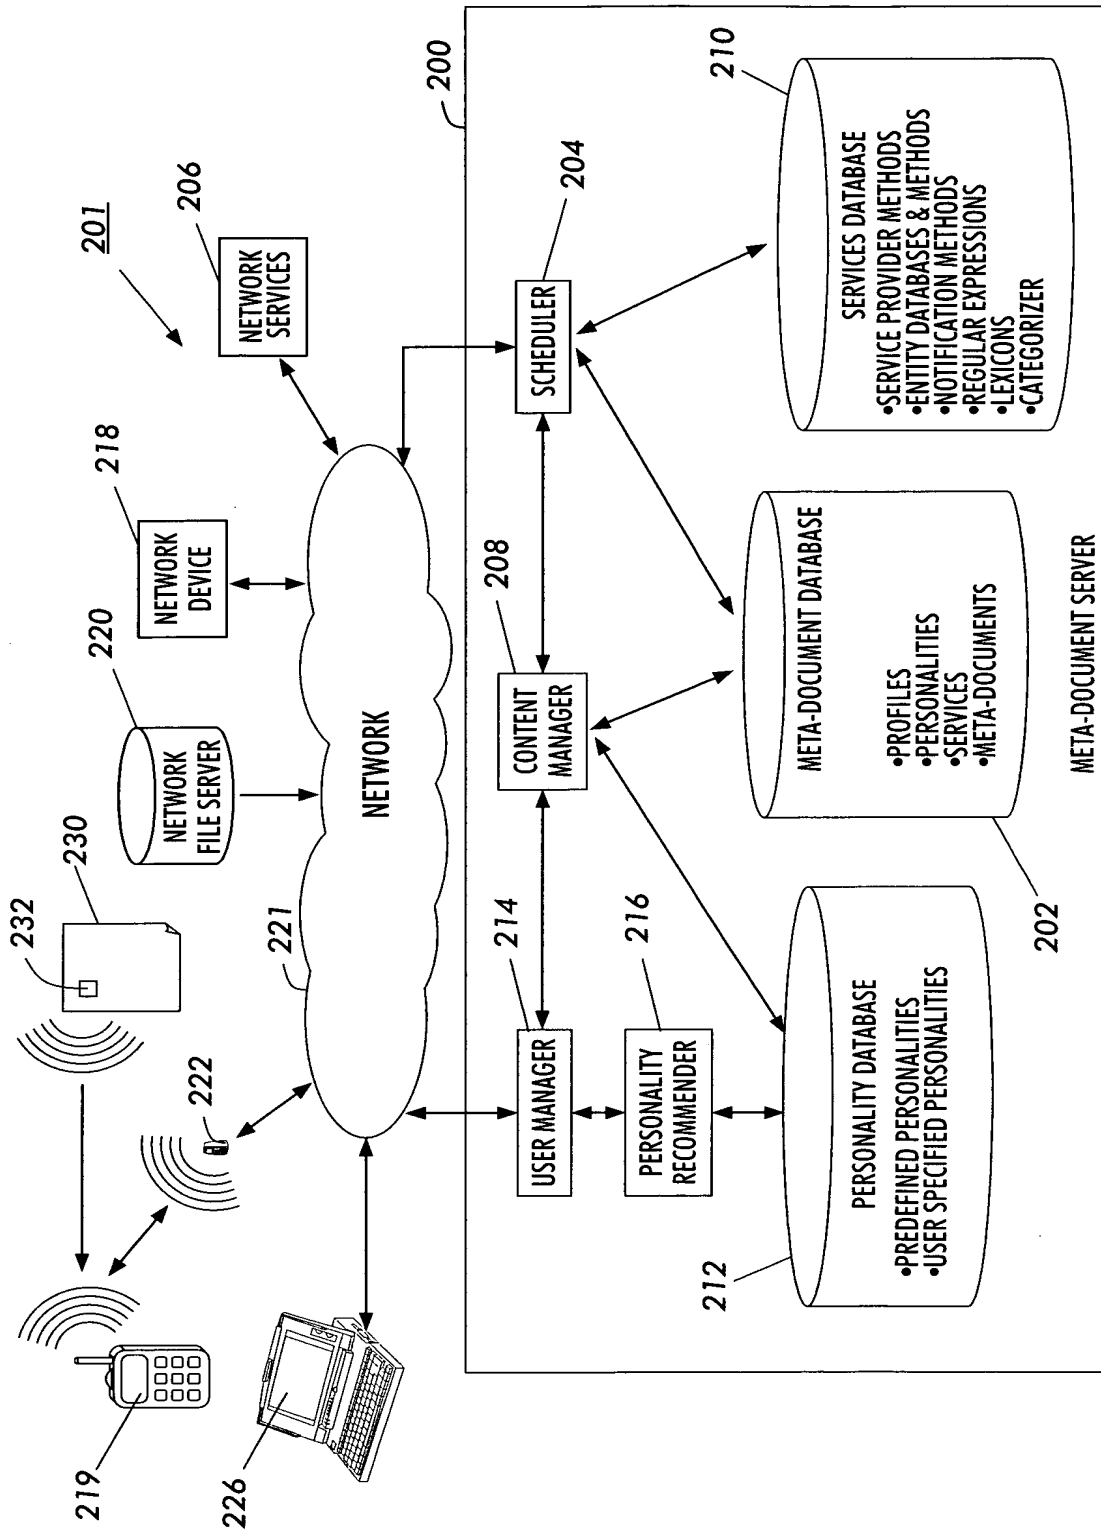 201
206
NETWORK
SERVICES
218
NETWORK
DEVICE
220
NETWORK
FILE SERVER
230
232
222
219
226
221
NETWORK
200
204
SCHEDULER
208
CONTENT
MANAGER
214
USER MANAGER
216
PERSONALITY
RECOMMENDER
212
PERSONALITY DATABASE
•PREDEFINED PERSONALITIES
•USER SPECIFIED PERSONALITIES
META-DOCUMENT DATABASE
•PROFILES
•PERSONALITIES
•SERVICES
•META-DOCUMENTS
202
210
SERVICES DATABASE
•SERVICE PROVIDER METHODS
•ENTITY DATABASES & METHODS
•NOTIFICATION METHODS
•REGULAR EXPRESSIONS
•LEXICONS
•CATEGORIZER
META-DOCUMENT SERVER